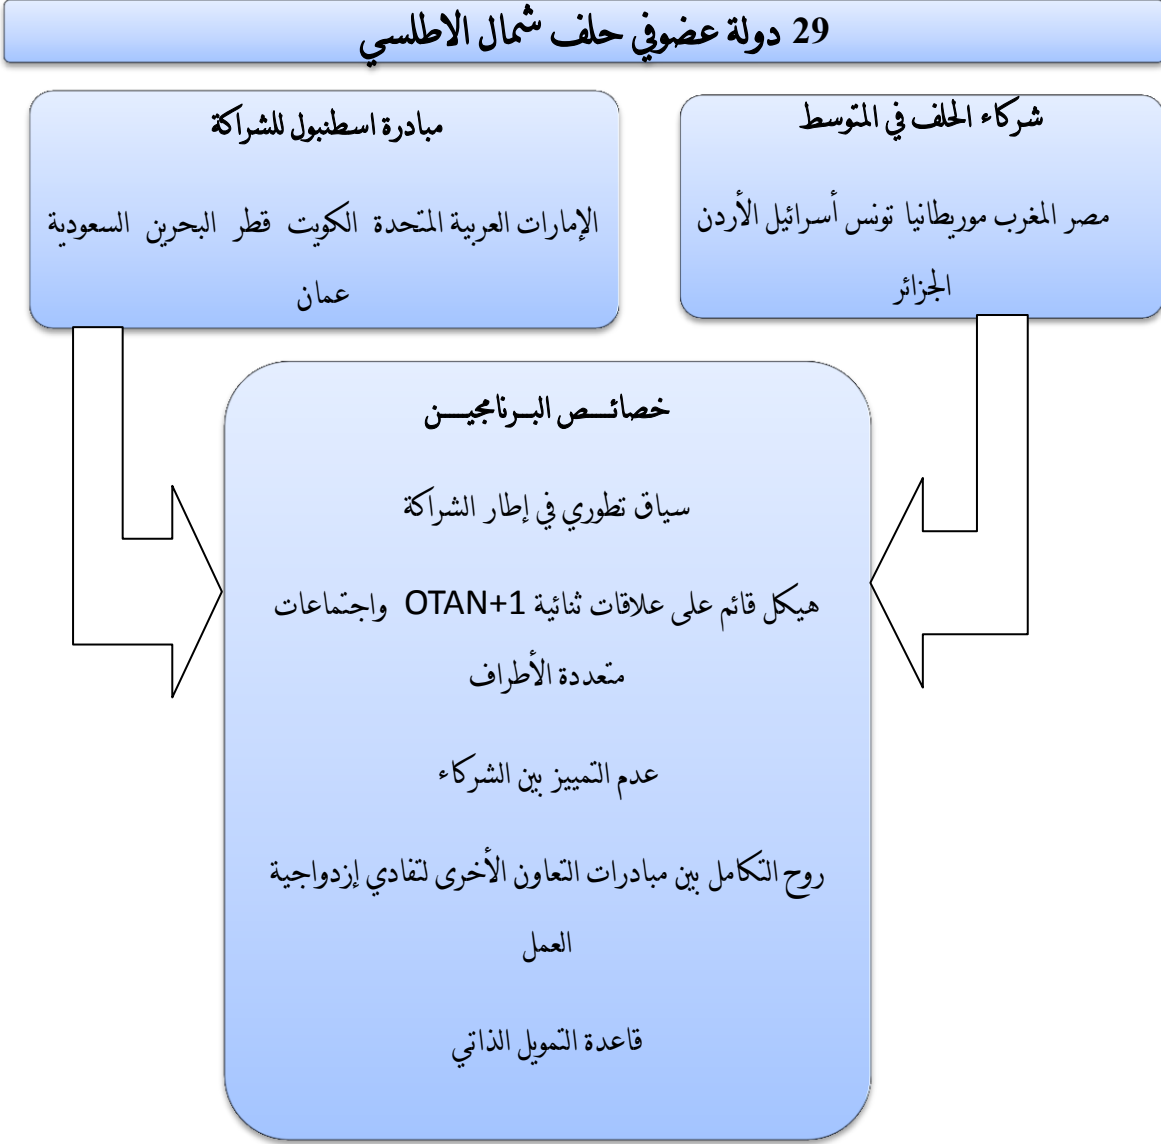 29 دولة عضوفي حلف شمال الاطلسي
شركاء الحلف في المتوسط
مصر المغرب موريطانيا تونس أسرائيل الأردن
الجزائر
مبادرة اسطنبول للشراكة
الإمارات العربية المتحدة الكويت قطر البحرين السعودية
عمان
خصائـــص البــرنامجيـــن
سياق تطوري في إطار الشراكة
هيكل قائم على علاقات ثنائية OTAN+1 واجتماعات
متعددة الأطراف
عدم التمييز بين الشركاء
روح التكامل بين مبادرات التعاون الأخرى لتفادي إزدواجية
العمل
قاعدة التمويل الذاتي